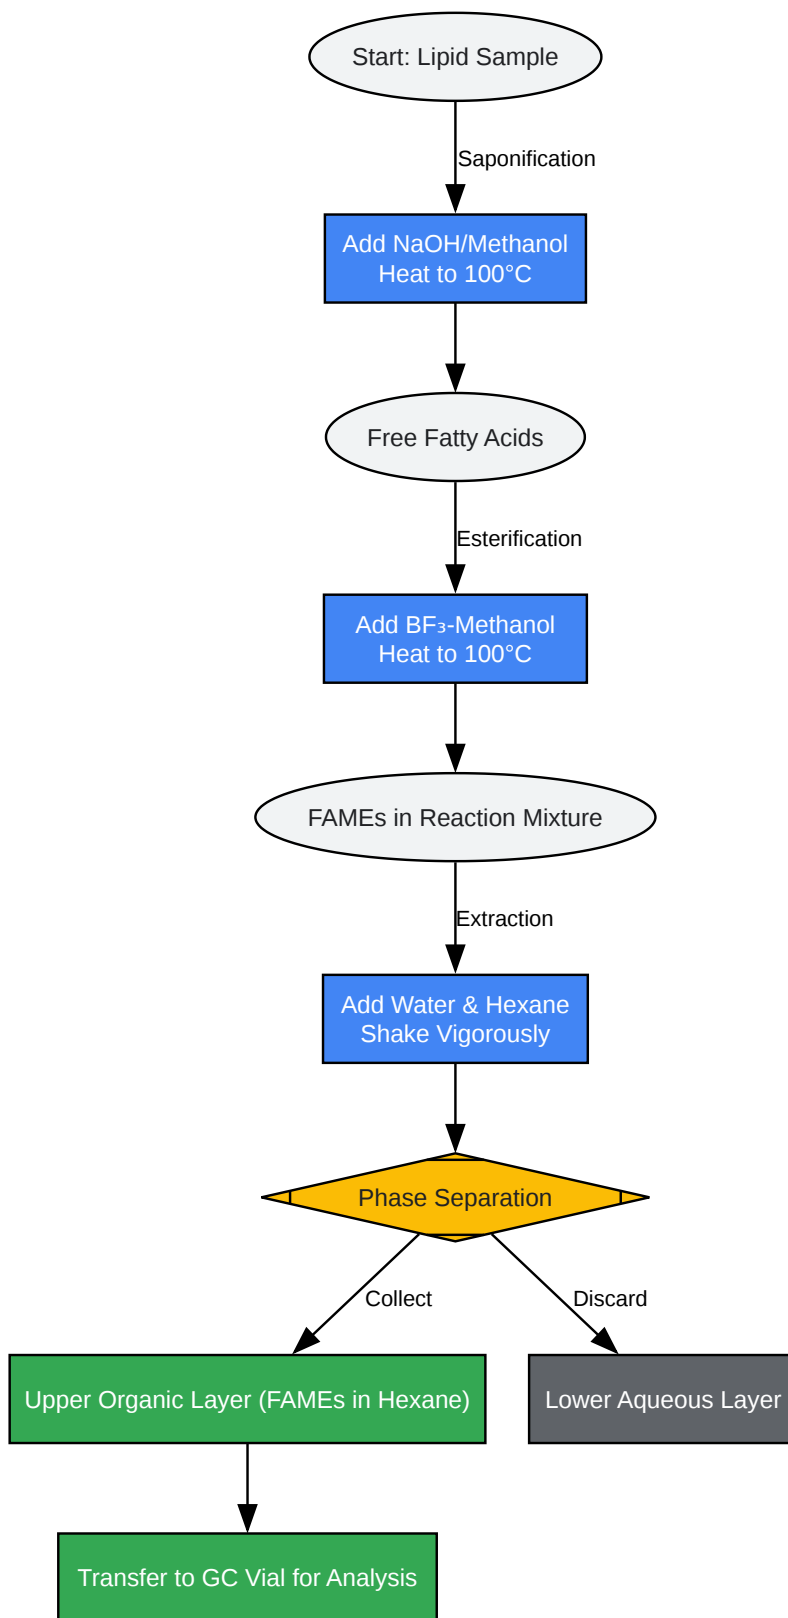 Start: Lipid Sample
Saponification
Add NaOH/Methanol
Heat to 100°C
Free Fatty Acids
Esterification
Add BF₃-Methanol
Heat to 100°C
FAMEs in Reaction Mixture
Extraction
Add Water & Hexane
Shake Vigorously
Phase Separation
Collect
Discard
Upper Organic Layer (FAMEs in Hexane)
Lower Aqueous Layer
Transfer to GC Vial for Analysis